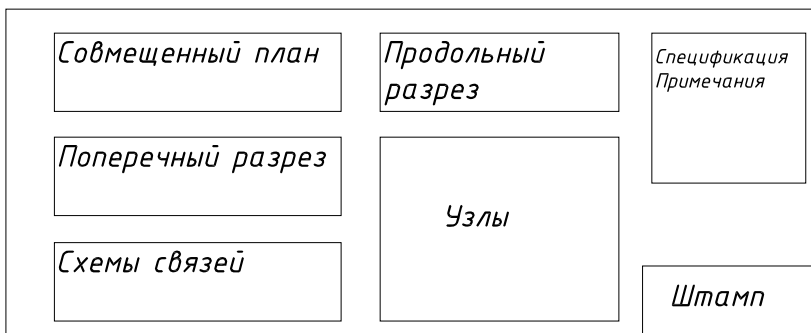 Совмещенный план
Продольный
разрез
Спецификация
Примечания
Поперечный разрез
Узлы
Схемы связей
Штамп